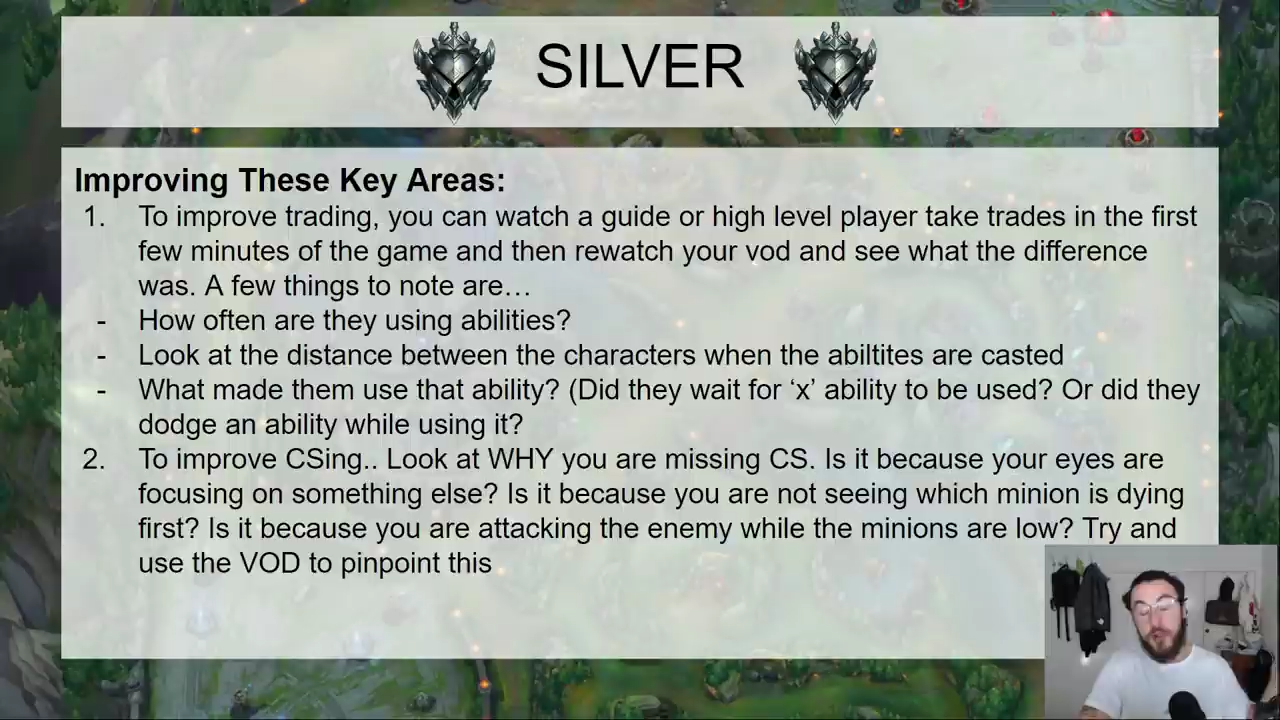 SILVER
Improving These Key Areas:
1. To improve trading, you can watch a guide or high level player take trades in the first
few minutes of the game and then rewatch your vod and see what the difference
was. A few things to note are…
- How often are they using abilities?
- Look at the distance between the characters when the abiltites are casted
- What made them use that ability? (Did they wait for ‘x’ ability to be used? Or did they
dodge an ability while using it?
2. To improve CSing.. Look at WHY you are missing CS. Is it because your eyes are
focusing on something else? Is it because you are not seeing which minion is dying
first? Is it because you are attacking the enemy while the minions are low? Try and
use the VOD to pinpoint this